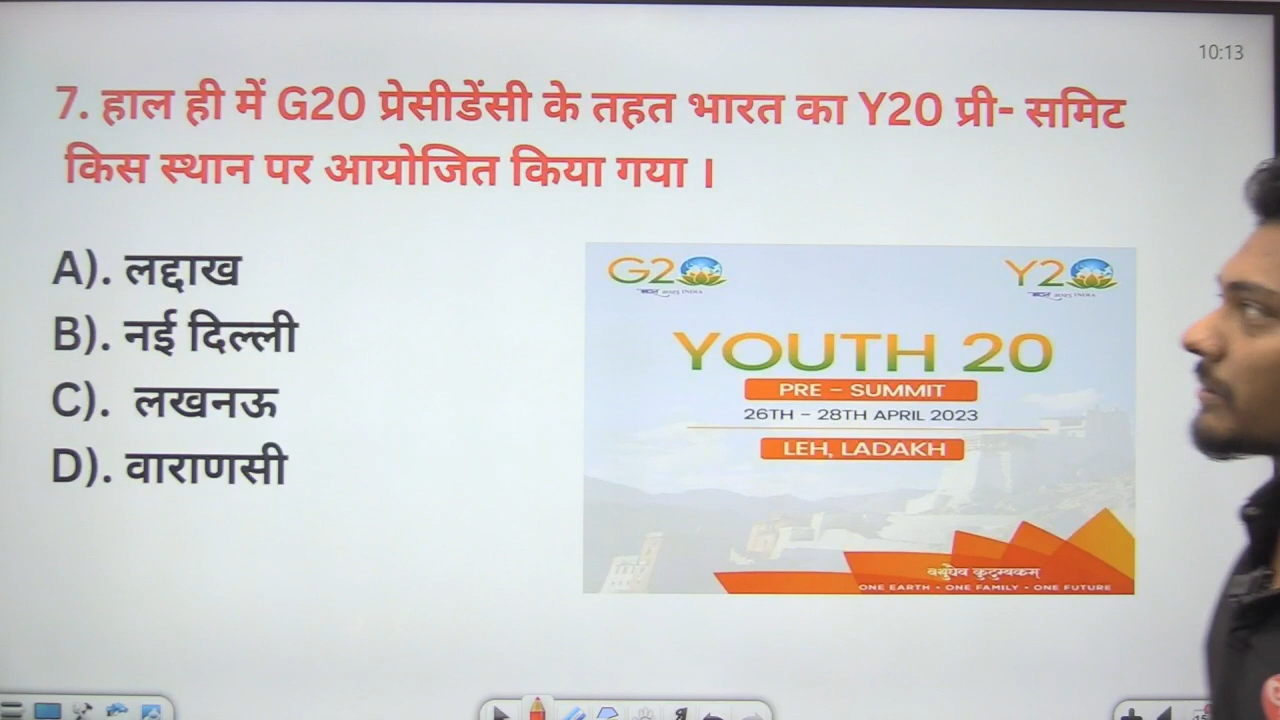 10:13
7. हाल ही में G20 प्रेसीडेंसी के तहत भारत का Y20 प्री- समिट
किस स्थान पर आयोजित किया गया ।
A). लद्दाख
B). नई दिल्ली
C). लखनऊ
D). वाराणसी
G20
Y20
YOUTH 20
PRE - SUMMIT
26TH - 28TH APRIL 2023
LEH, LADAKH
वसुधैव कुटुम्बकम्
ONE EARTH • ONE FAMILY • ONE FUTURE